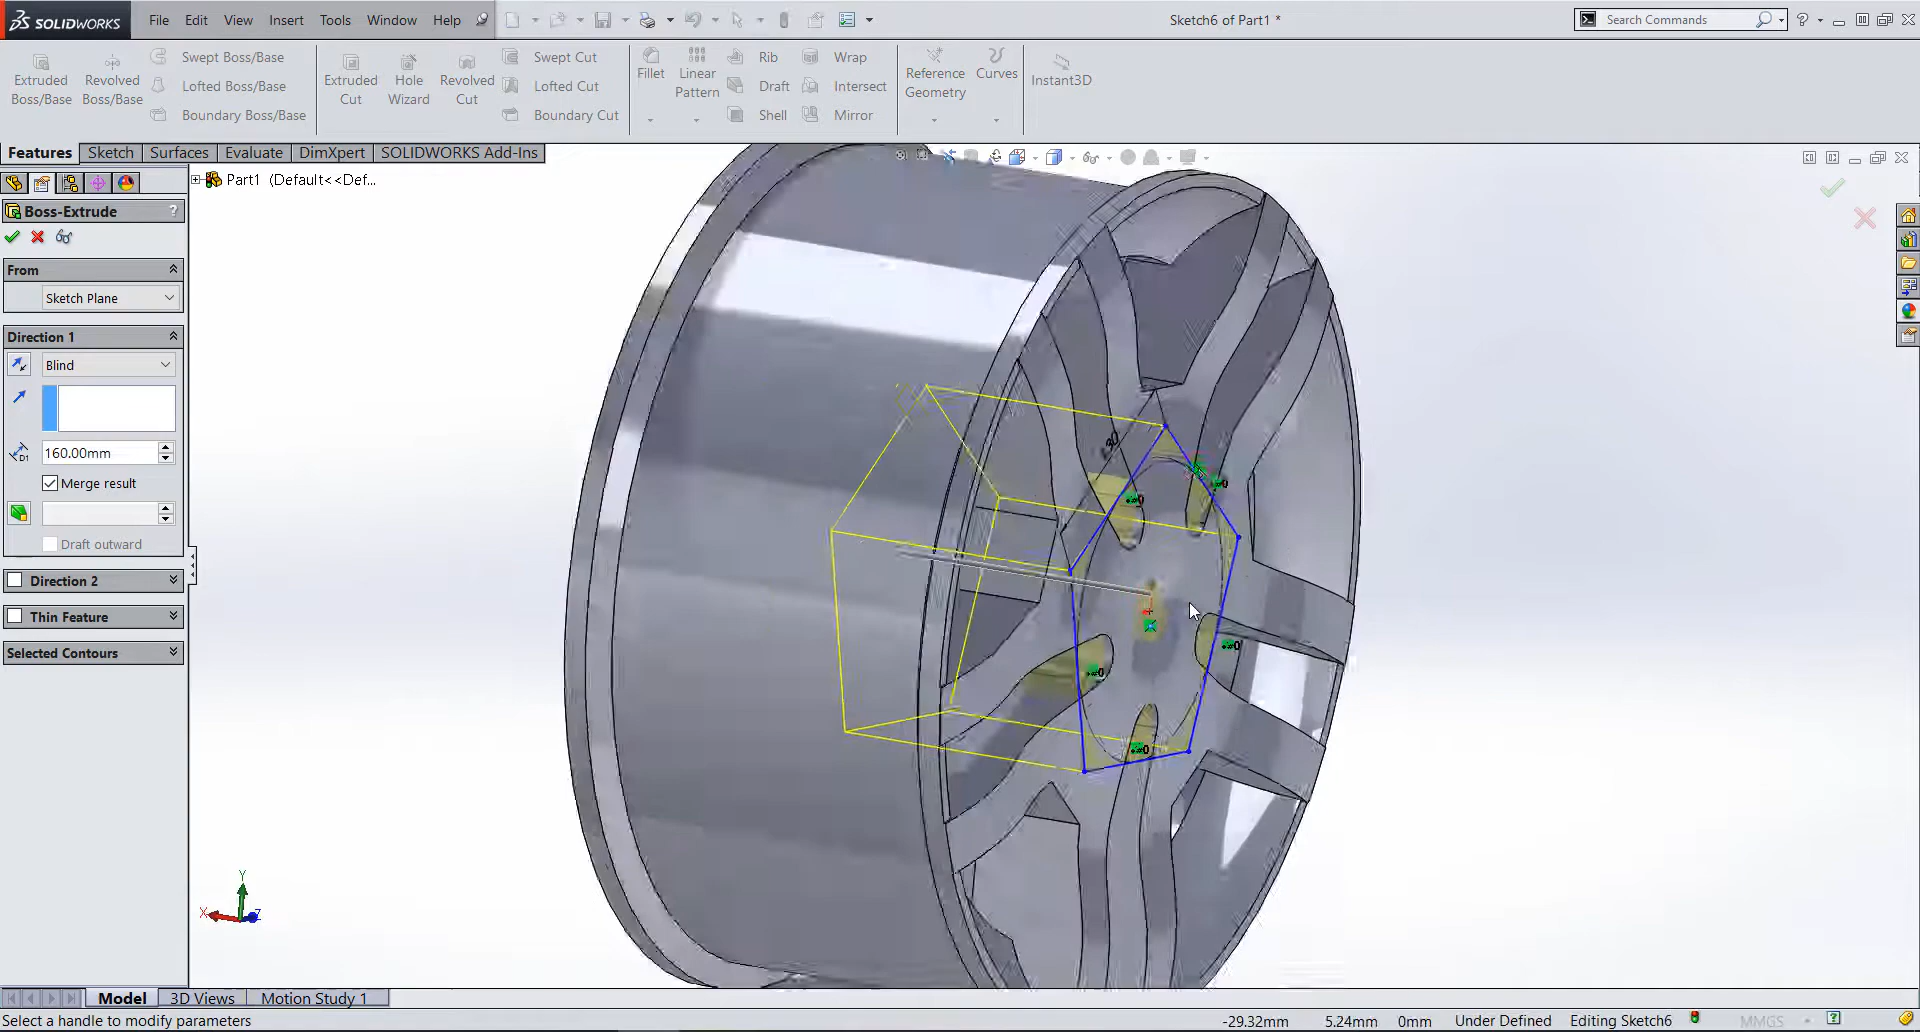 SOLIDWORKS File Edit View Insert Tools Window Help Sketch6 of Part1 * Search Commands
Extruded Boss/Base
Revolved Boss/Base
Swept Boss/Base
Lofted Boss/Base
Boundary Boss/Base
Extruded Cut
Hole Wizard
Revolved Cut
Swept Cut
Lofted Cut
Boundary Cut
Fillet
Linear Pattern
Rib
Draft
Shell
Wrap
Intersect
Mirror
Reference Geometry
Curves
Instant3D
Features Sketch Surfaces Evaluate DimXpert SOLIDWORKS Add-Ins
Part1 (Default<<Def...
Boss-Extrude ?
From
Sketch Plane
Direction 1
Blind
D1 160.00mm
Merge result
Draft outward
Direction 2
Thin Feature
Selected Contours
Y
X
Z
Model 3D Views Motion Study 1
Select a handle to modify parameters -29.32mm 5.24mm 0mm Under Defined Editing Sketch6 MMGS ?